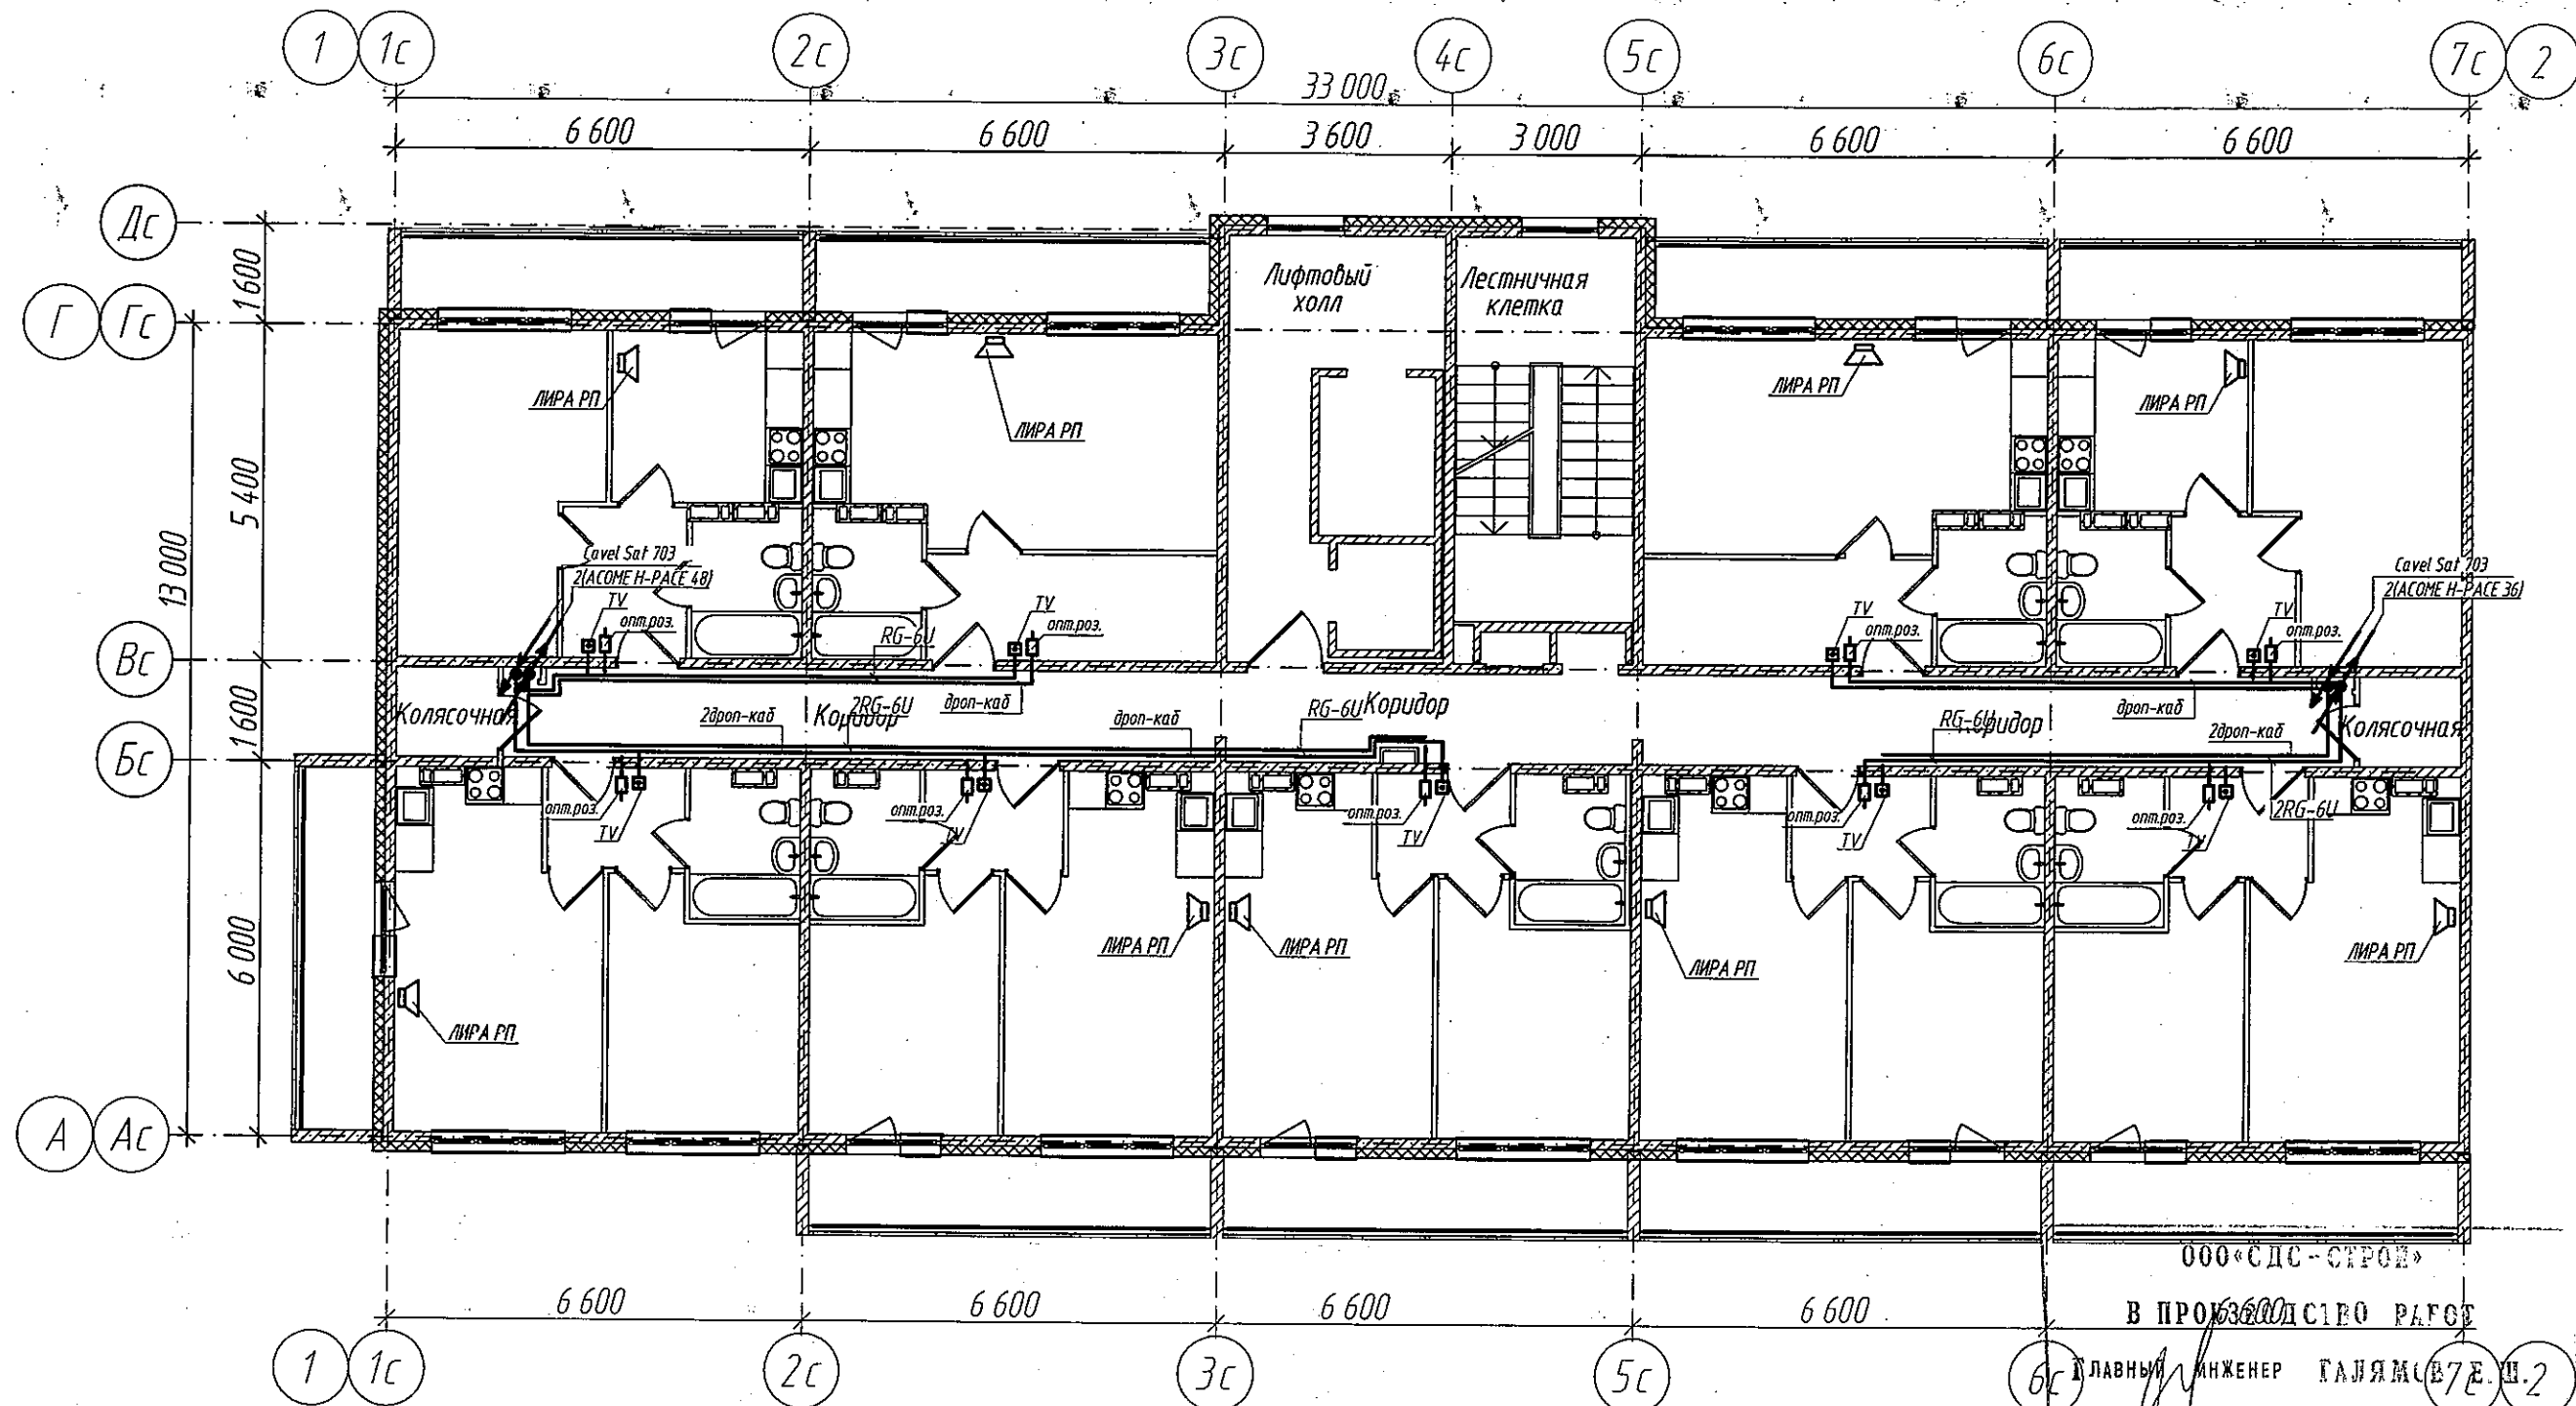 1 1с 2с 3с 4с 5с 6с 7с 2
33 000
6 600 6 600 3 600 3 000 6 600 6 600
Дс
1600
Лифтовый
холл
Лестничная
клетка
Г Гс
ЛИРА РП
ЛИРА РП
ЛИРА РП
ЛИРА РП
5 400
13 000
Cavel Sat 703
2(ACOME H-PACE 48)
Cavel Sat 703
2(ACOME H-PACE 36)
TV
опт.роз.
RG-6U
TV
опт.роз.
TV
опт.роз.
TV
опт.роз.
Вс
1600
Колясочная
2дроп-каб
Коридор
2RG-6U
дроп-каб
дроп-каб
RG-6U
Коридор
RG-6U
Коридор
дроп-каб
2дроп-каб
Колясочная
Бс
опт.роз.
TV
опт.роз.
TV
опт.роз.
TV
опт.роз.
TV
опт.роз.
TV
2RG-6U
6 000
ЛИРА РП
ЛИРА РП
ЛИРА РП
ЛИРА РП
ЛИРА РП
А Ас
ООО «СДС-СТРОЙ»
6 600 6 600 6 600 6 600 6 600
В ПРОИЗВОДСТВО РАБОТ
1 1с 2с 3с 5с 6с 7с 2
ГЛАВНЫЙ ИНЖЕНЕР ГАЛЯМОВ Е.Ш.